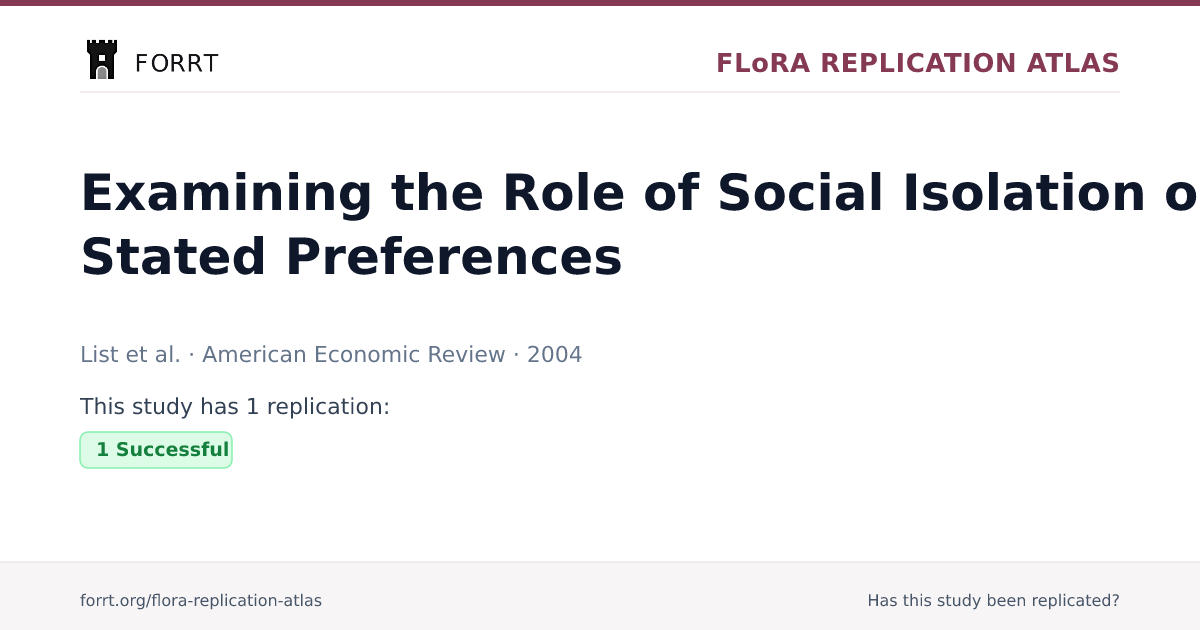 FORRT
FLoRA REPLICATION ATLAS
Examining the Role of Social Isolation o
Stated Preferences
List et al. · American Economic Review · 2004
This study has 1 replication:
1 Successful
forrt.org/flora-replication-atlas
Has this study been replicated?